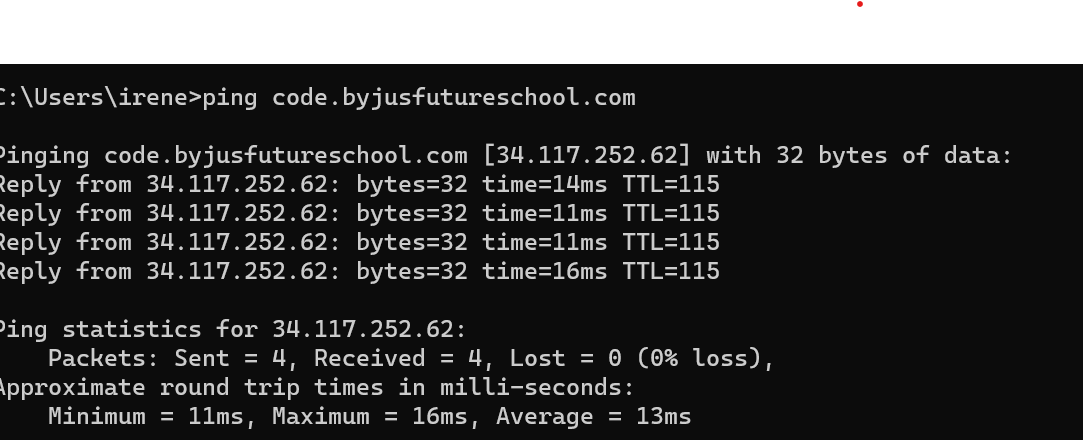 C:\Users\irene>ping code.byjusfutureschool.com
Pinging code.byjusfutureschool.com [34.117.252.62] with 32 bytes of data:
Reply from 34.117.252.62: bytes=32 time=14ms TTL=115
Reply from 34.117.252.62: bytes=32 time=11ms TTL=115
Reply from 34.117.252.62: bytes=32 time=11ms TTL=115
Reply from 34.117.252.62: bytes=32 time=16ms TTL=115
Ping statistics for 34.117.252.62:
Packets: Sent = 4, Received = 4, Lost = 0 (0% loss),
Approximate round trip times in milli-seconds:
Minimum = 11ms, Maximum = 16ms, Average = 13ms